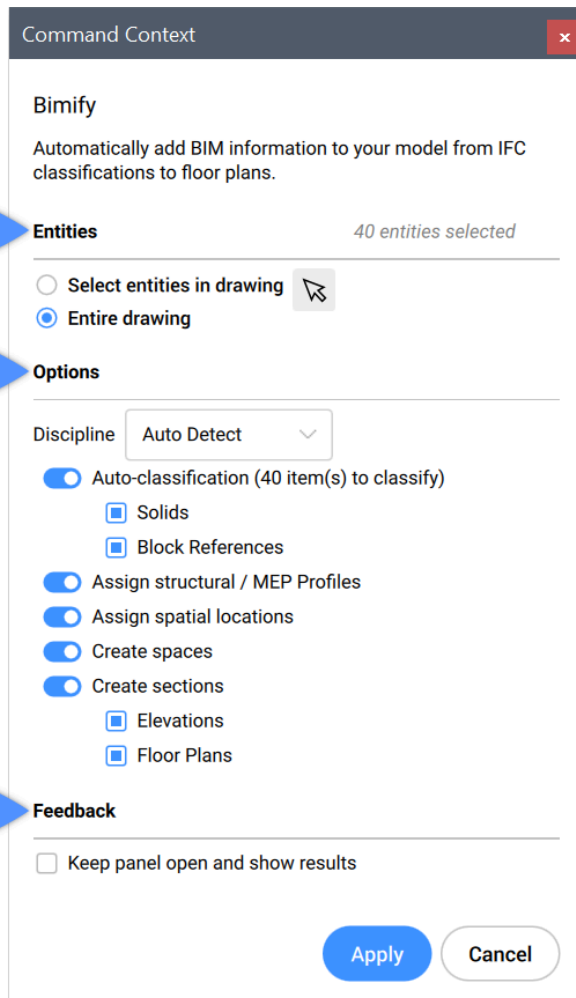 Command Context
Bimify
Automatically add BIM information to your model from IFC
classifications to floor plans.
Entities 40 entities selected
Select entities in drawing
Entire drawing
Options
Discipline Auto Detect
Auto-classification (40 item(s) to classify)
Solids
Block References
Assign structural / MEP Profiles
Assign spatial locations
Create spaces
Create sections
Elevations
Floor Plans
Feedback
Keep panel open and show results
Apply Cancel